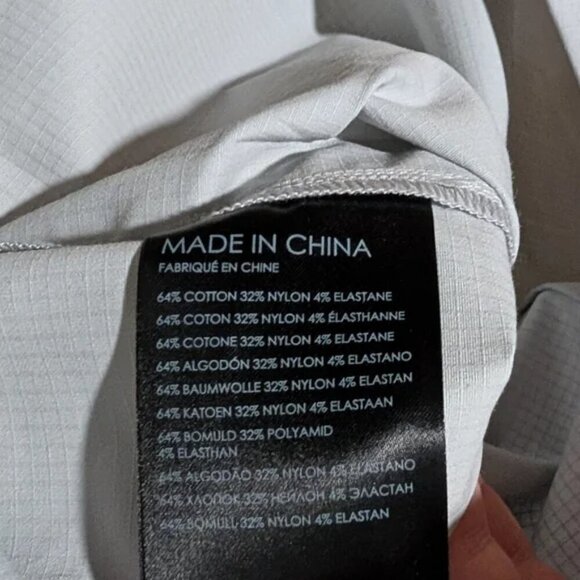 MADE IN CHINA
FABRIQUÉ EN CHINE
64% COTTON 32% NYLON 4% ELASTANE
64% COTON 32% NYLON 4% ÉLASTHANNE
64% COTONE 32% NYLON 4% ELASTANE
64% ALGODÓN 32% NYLON 4% ELASTANO
64% BAUMWOLLE 32% NYLON 4% ELASTAN
64% KATOEN 32% NYLON 4% ELASTAAN
64% BOMULD 32% POLYAMID
4% ELASTHAN
64% ALGODÃO 32% NYLON 4% ELASTANO
64% ХЛОПОК 32% НЕЙЛОН 4% ЭЛАСТАН
64% BOMULL 32% NYLON 4% ELASTAN